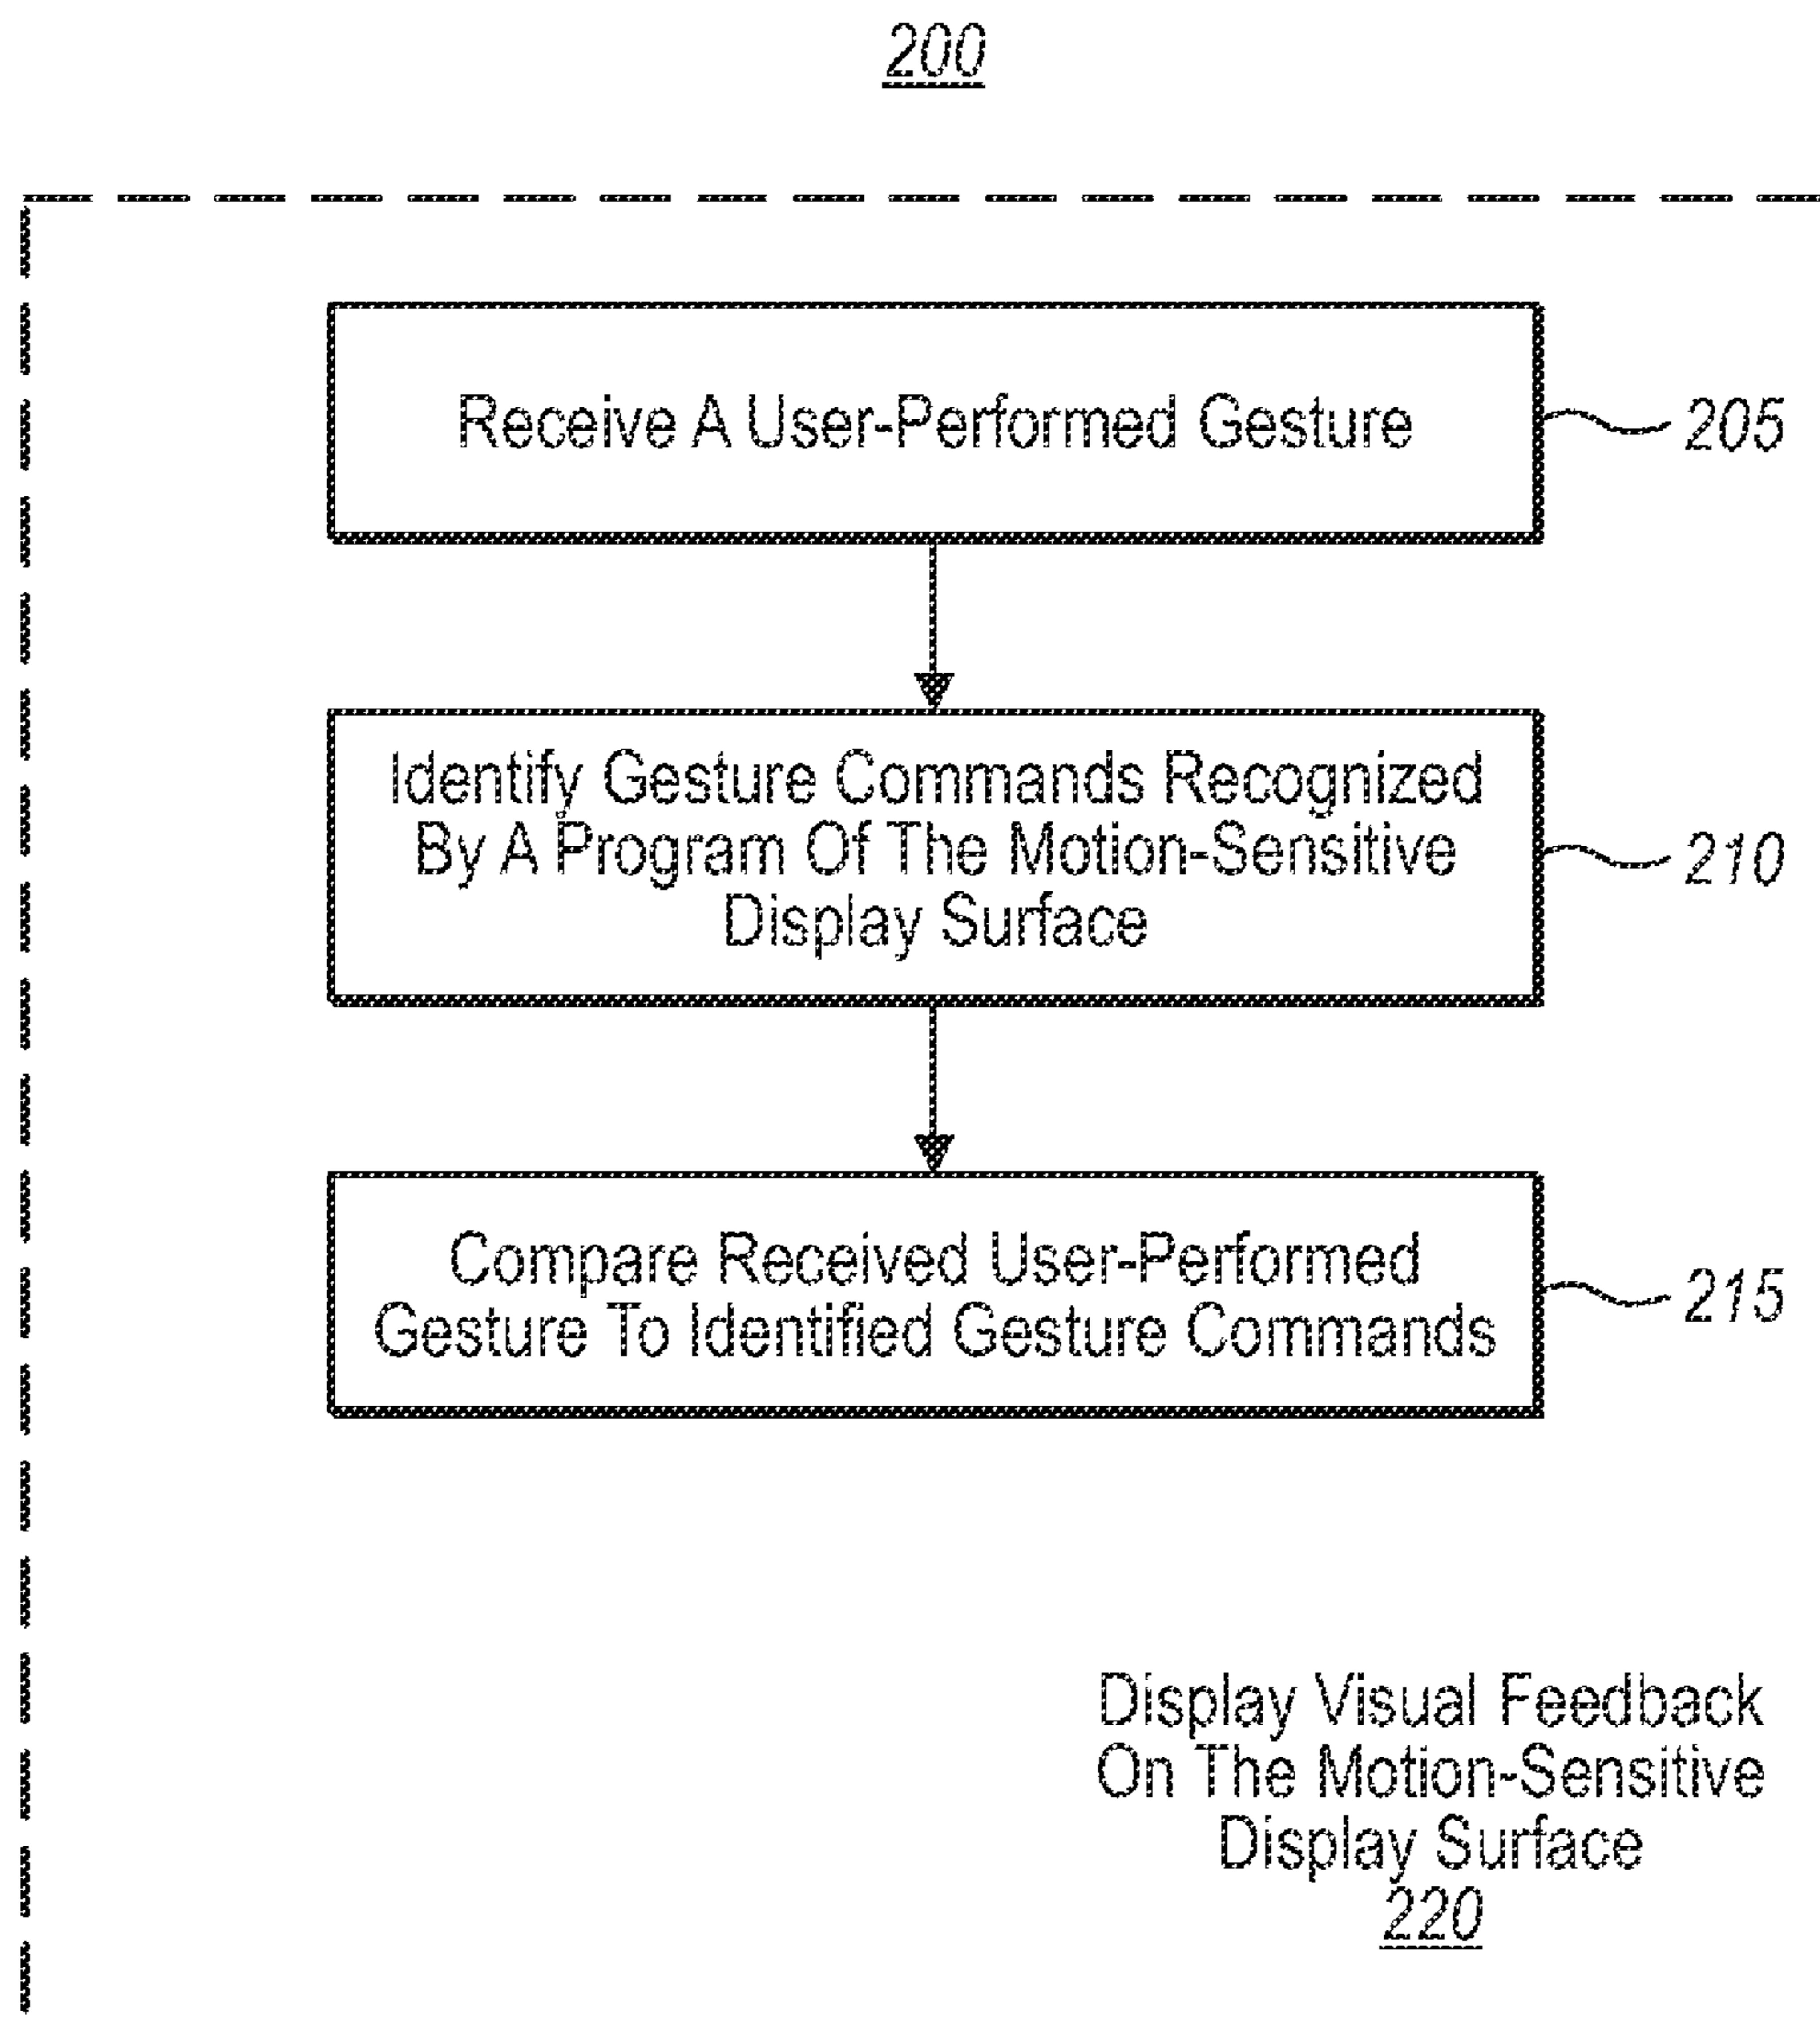 200
Receive A User-Performed Gesture
205
Identify Gesture Commands Recognized
By A Program Of The Motion-Sensitive
Display Surface
210
Compare Received User-Performed
Gesture To Identified Gesture Commands
215
Display Visual Feedback
On The Motion-Sensitive
Display Surface
220